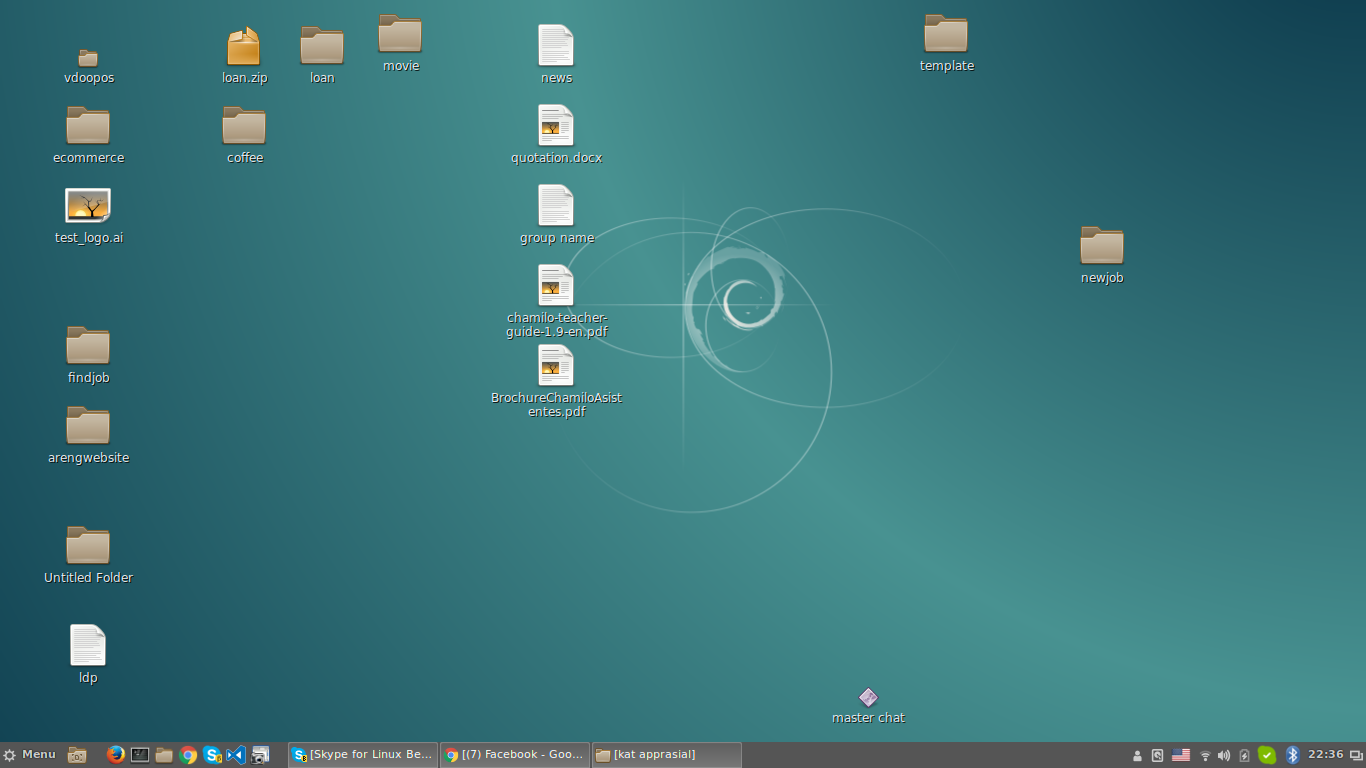 vdoopos
loan.zip
loan
movie
news
template
ecommerce
coffee
quotation.docx
test_logo.ai
group name
newjob
chamilo-teacher-
guide-1.9-en.pdf
findjob
BrochureChamiloAsist
entes.pdf
arengwebsite
Untitled Folder
ldp
master chat
Menu
[Skype for Linux Be...
[(7) Facebook - Goo...
[kat apprasial]
22:36